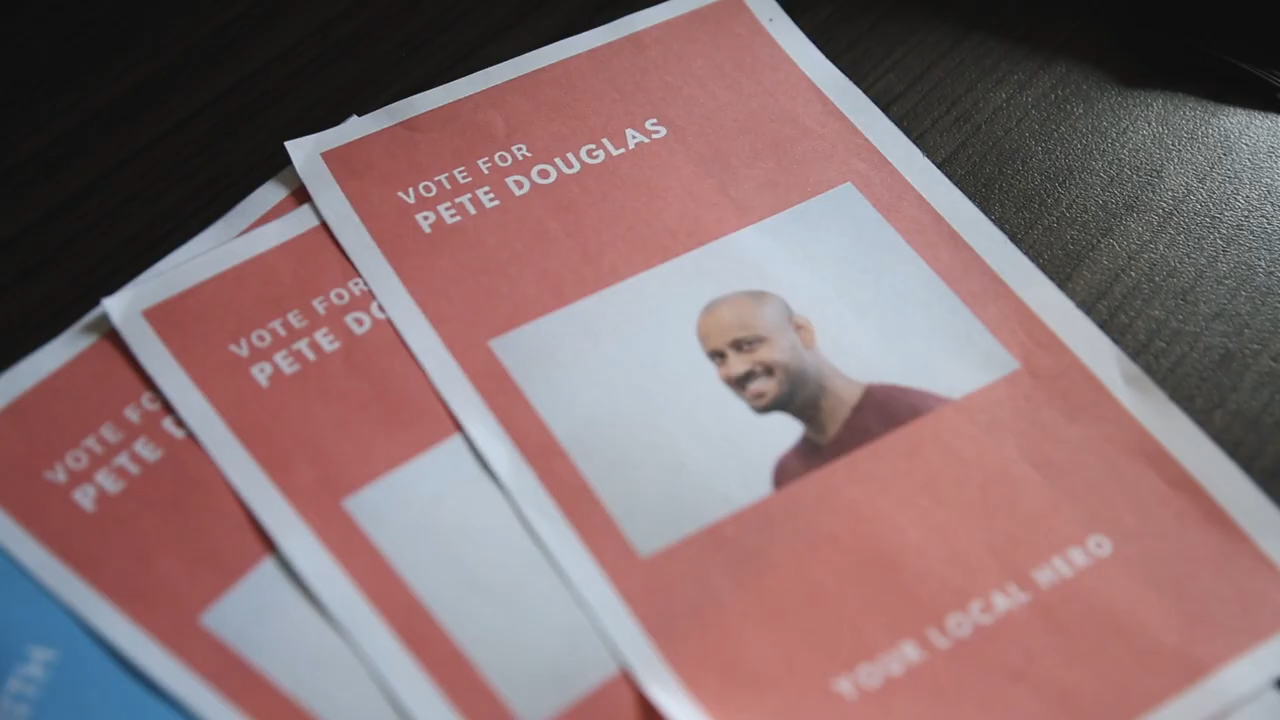 VOTE FOR
PETE DOUGLAS
YOUR LOCAL HERO
VOTE FOR
PETE DO
VOTE FO
PETE